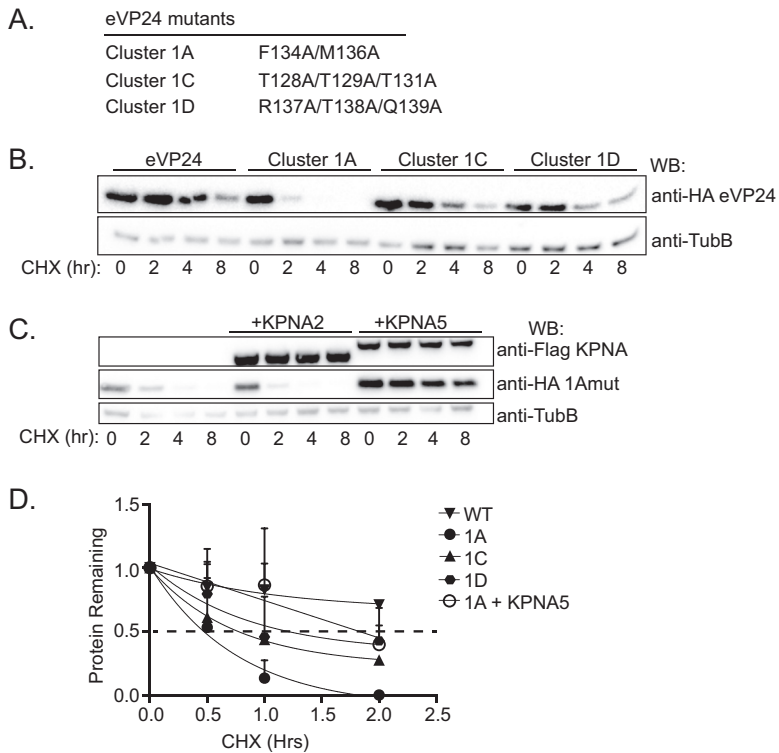 A.
eVP24 mutants
Cluster 1A F134A/M136A
Cluster 1C T128A/T129A/T131A
Cluster 1D R137A/T138A/Q139A
B.
eVP24 Cluster 1A Cluster 1C Cluster 1D WB:
anti-HA eVP24
anti-TubB
CHX (hr): 0 2 4 8 0 2 4 8 0 2 4 8 0 2 4 8
C.
+KPNA2 +KPNA5 WB:
anti-Flag KPNA
anti-HA 1Amut
anti-TubB
CHX (hr): 0 2 4 8 0 2 4 8 0 2 4 8
D.
Protein Remaining
1.5
1.0
0.5
0.0
0.0 0.5 1.0 1.5 2.0 2.5
CHX (Hrs)
WT
1A
1C
1D
1A + KPNA5